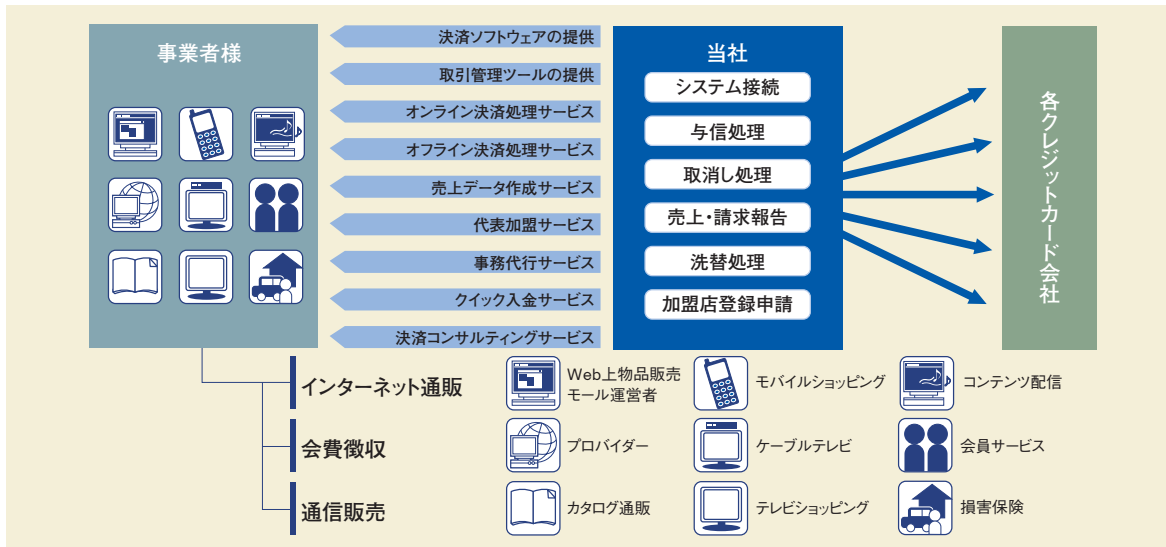 事業者様
決済ソフトウェアの提供
取引管理ツールの提供
オンライン決済処理サービス
オフライン決済処理サービス
売上データ作成サービス
代表加盟サービス
事務代行サービス
クイック入金サービス
決済コンサルティングサービス
当社
システム接続
与信処理
取消し処理
売上・請求報告
洗替処理
加盟店登録申請
各クレジットカード会社
インターネット通販
Web上物品販売
モール運営者
モバイルショッピング
コンテンツ配信
会費徴収
プロバイダー
ケーブルテレビ
会員サービス
通信販売
カタログ通販
テレビショッピング
損害保険